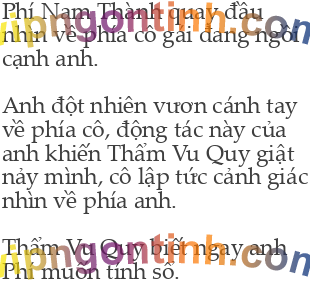 Phí Nam Thành quay đầu
nhìn về phía cô gái đang ngồi
cạnh anh.
Anh đột nhiên vươn cánh tay
về phía cô, động tác này của
anh khiến Thẩm Vu Quy giật
nảy mình, cô lập tức cảnh giác
nhìn về phía anh.
Thẩm Vu Quy biết ngay anh
Phí muốn tính sổ.